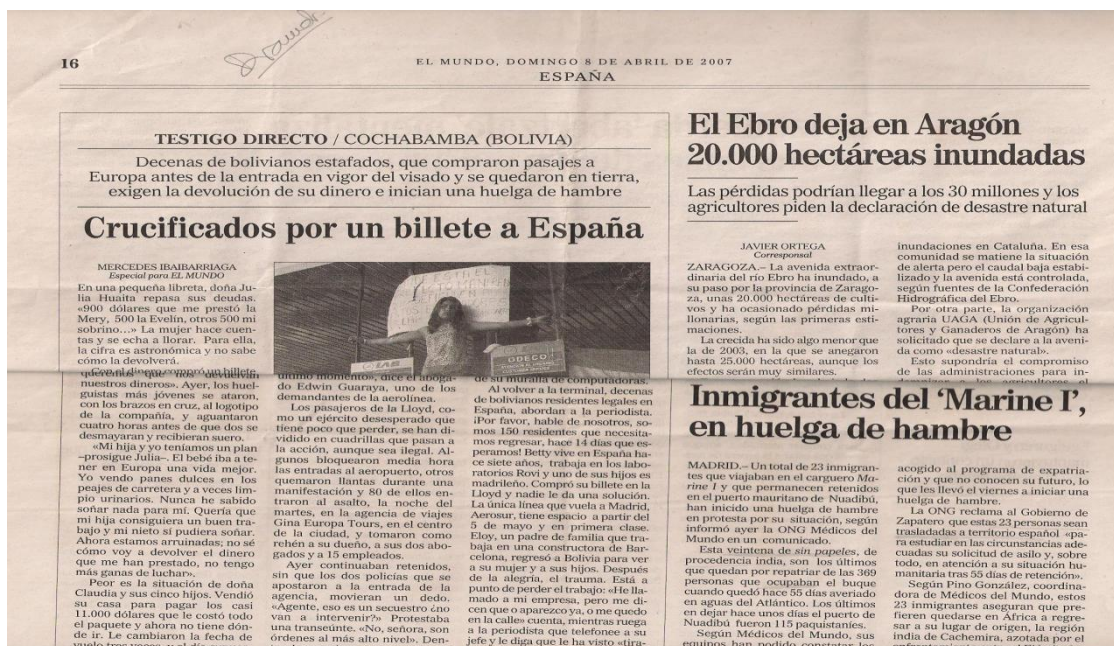 16
EL MUNDO, DOMINGO 8 DE ABRIL DE 2007
ESPAÑA
TESTIGO DIRECTO / COCHABAMBA (BOLIVIA)
Decenas de bolivianos estafados, que compraron pasajes a
Europa antes de la entrada en vigor del visado y se quedaron en tierra,
exigen la devolución de su dinero e inician una huelga de hambre
Crucificados por un billete a España
MERCEDES IBAIBARRIAGA
Especial para EL MUNDO
En una pequeña libreta, doña Ju-
lia Huaita repasa sus deudas.
«900 dólares que me prestó la
Mery, 500 la Evelín, otros 500 mi
sobrino...» La mujer hace cuen-
tas y se echa a llorar. Para ella,
la cifra es astronómica y no sabe
cómo la devolverá.
queremos que nos devuelvan
nuestros dineros». Ayer, los huel-
guistas más jóvenes se ataron,
con los brazos en cruz, al logotipo
de la compañía, y aguantaron
cuatro horas antes de que dos se
desmayaran y recibieran suero.
«Mi hija y yo teníamos un plan
–prosigue Julia–. El bebé iba a te-
ner en Europa una vida mejor.
Yo vendo panes dulces en los
peajes de carretera y a veces lim-
pio urinarios. Nunca he sabido
soñar nada para mí. Quería que
mi hija consiguiera un buen tra-
bajo y mi nieto sí pudiera soñar.
Ahora estamos arruinadas; no sé
cómo voy a devolver el dinero
que me han prestado, no tengo
más ganas de luchar».
Peor es la situación de doña
Claudia y sus cinco hijos. Vendió
su casa para pagar los casi
11.000 dólares que le costó todo
el paquete y ahora no tiene dón-
de ir. Le cambiaron la fecha de
ODECO
último momento», dice el aboga-
do Edwin Guaraya, uno de los
demandantes de la aerolínea.
Los pasajeros de la Lloyd, co-
mo un ejército desesperado que
tiene poco que perder, se han di-
vidido en cuadrillas que pasan a
la acción, aunque sea ilegal. Al-
gunos bloquearon media hora
las entradas al aeropuerto, otros
quemaron llantas durante una
manifestación y 80 de ellos en-
traron al asalto, la noche del
martes, en la agencia de viajes
Gina Europa Tours, en el centro
de la ciudad, y tomaron como
rehén a su dueño, a sus dos abo-
gados y a 15 empleados.
Ayer continuaban retenidos,
sin que los dos policías que se
apostaron a la entrada de la
agencia, movieran un dedo.
«Agente, eso es un secuestro ¿no
van a intervenir?» Protestaba
una transeúnte. «No, señora, son
órdenes al más alto nivel». Den-
de su muralla de computadoras.
Al volver a la terminal, decenas
de bolivianos residentes legales en
España, abordan a la periodista.
¡Por favor, hable de nosotros, so-
mos 150 residentes que necesita-
mos regresar, hace 14 días que es-
peramos! Betty vive en España ha-
ce siete años, trabaja en los labo-
ratorios Rovi y uno de sus hijos es
madrileño. Compró su billete en la
Lloyd y nadie le da una solución.
La única línea que vuela a Madrid,
Aerosur, tiene espacio a partir del
5 de mayo y en primera clase.
Eloy, un padre de familia que tra-
baja en una constructora de Bar-
celona, regresó a Bolivia para ver
a su mujer y a sus hijos. Después
de la alegría, el trauma. Está a
punto de perder el trabajo: «He lla-
mado a mi empresa, pero me di-
cen que o aparezco ya, o me quedo
en la calle» cuenta, mientras ruega
a la periodista que telefonee a su
jefe y le diga que le ha visto «tira-
El Ebro deja en Aragón
20.000 hectáreas inundadas
Las pérdidas podrían llegar a los 30 millones y los
agricultores piden la declaración de desastre natural
JAVIER ORTEGA
Corresponsal
ZARAGOZA.– La avenida extraor-
dinaria del río Ebro ha inundado, a
su paso por la provincia de Zarago-
za, unas 20.000 hectáreas de culti-
vos y ha ocasionado pérdidas mi-
llonarias, según las primeras esti-
maciones.
La crecida ha sido algo menor que
la de 2003, en la que se anegaron
hasta 25.000 hectáreas, aunque los
efectos serán muy similares.
inundaciones en Cataluña. En esa
comunidad se matiene la situación
de alerta pero el caudal baja estabi-
lizado y la avenida está controlada,
según fuentes de la Confederación
Hidrográfica del Ebro.
Por otra parte, la organización
agraria UAGA (Unión de Agricul-
tores y Ganaderos de Aragón) ha
solicitado que se declare a la aveni-
da como «desastre natural».
Esto supondría el compromiso
de las administraciones para in-
Inmigrantes del ‘Marine I’,
en huelga de hambre
MADRID.– Un total de 23 inmigran-
tes que viajaban en el carguero Ma-
rine I y que permanecen retenidos
en el puerto mauritano de Nuadibú,
han inicido una huelga de hambre
en protesta por su situación, según
informó ayer la ONG Médicos del
Mundo en un comunicado.
Esta veintena de sin papeles, de
procedencia india, son los últimos
que quedan por repatriar de las 369
personas que ocupaban el buque
cuando quedó hace 55 días averiado
en aguas del Atlántico. Los últimos
en dejar hace unos días el puerto de
Nuadibú fueron 115 paquistaníes.
Según Médicos del Mundo, sus
equipos han podido constatar los
acogido al programa de expatria-
ción y que no conocen su futuro, lo
que les llevó el viernes a iniciar una
huelga de hambre.
La ONG reclama al Gobierno de
Zapatero que estas 23 personas sean
trasladadas a territorio español «pa-
ra estudiar en las circunstancias ade-
cuadas su solicitud de asilo y, sobre
todo, en atención a su situación hu-
manitaria tras 55 días de retención».
Según Pino González, coordina-
dora de Médicos del Mundo, estos
23 inmigrantes aseguran que pre-
fieren quedarse en África a regre-
sar a su lugar de origen, la región
india de Cachemira, azotada por el